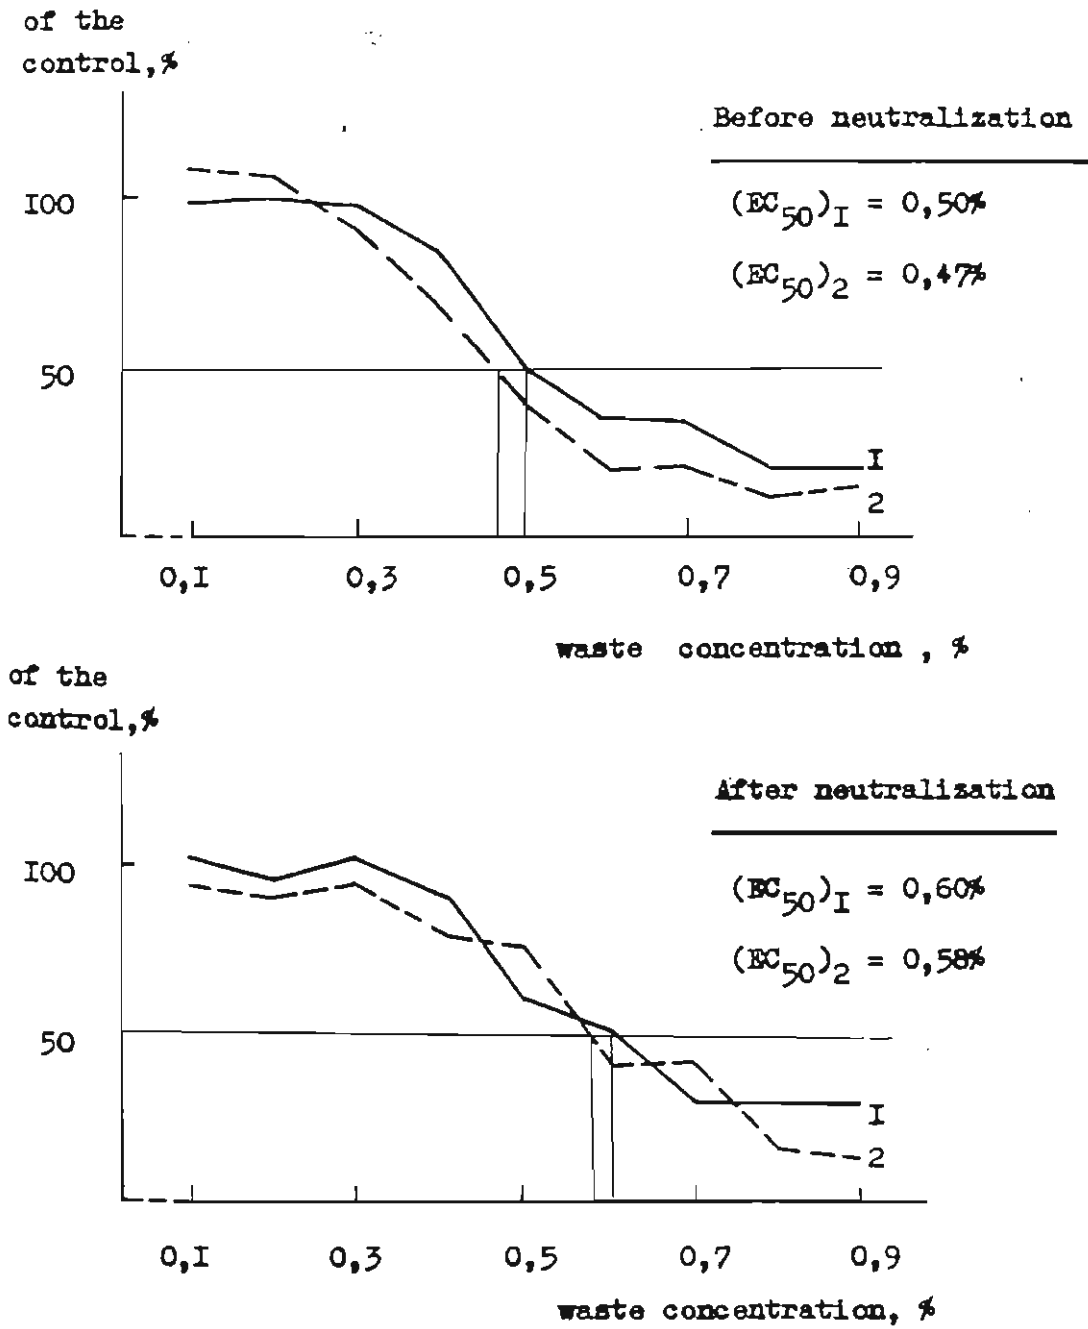 of the
control,%
Before neutralization
100
(EC50)I = 0,50%
(EC50)2 = 0,47%
50
I
2
0,I 0,3 0,5 0,7 0,9
waste concentration , %
of the
control,%
After neutralization
I00
(EC50)I = 0,60%
(EC50)2 = 0,58%
50
I
2
0,I 0,3 0,5 0,7 0,9
waste concentration, %